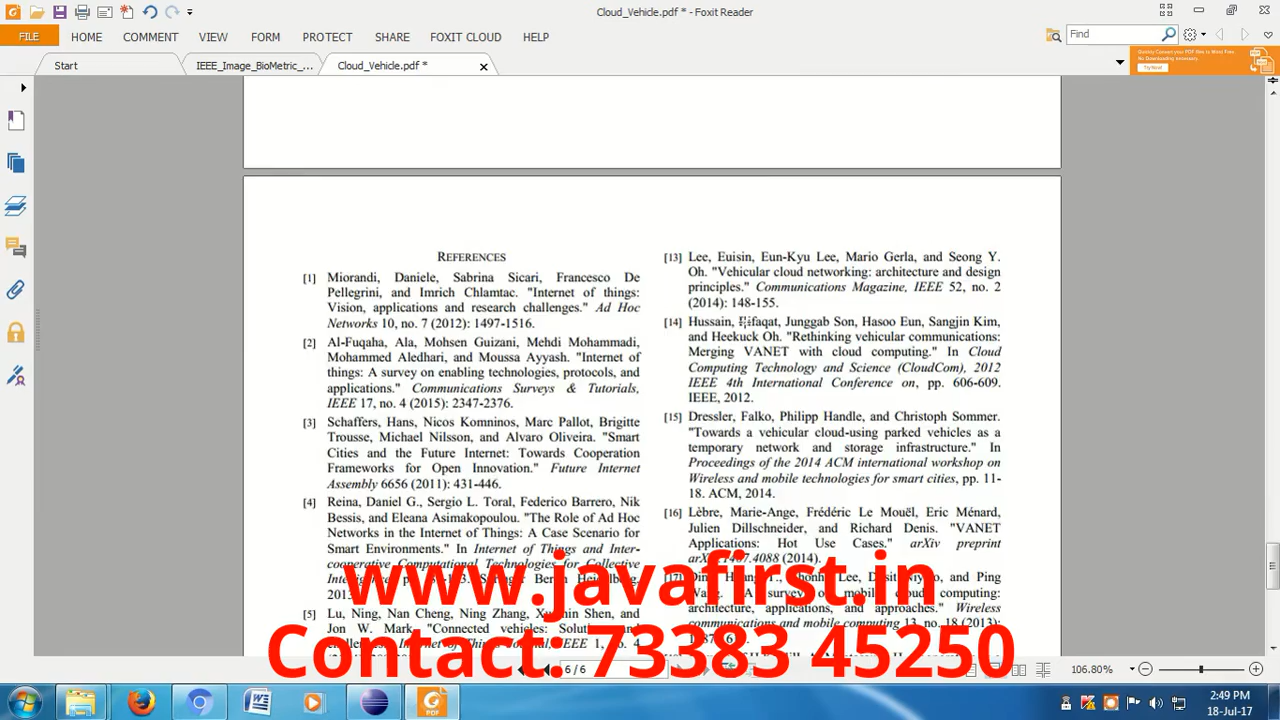 Cloud_Vehicle.pdf * - Foxit Reader
FILE HOME COMMENT VIEW FORM PROTECT SHARE FOXIT CLOUD HELP
Find
Start IEEE_Image_BioMetric_... Cloud_Vehicle.pdf *
REFERENCES
[1] Miorandi, Daniele, Sabrina Sicari, Francesco De
Pellegrini, and Imrich Chlamtac. "Internet of things:
Vision, applications and research challenges." Ad Hoc
Networks 10, no. 7 (2012): 1497-1516.
[2] Al-Fuqaha, Ala, Mohsen Guizani, Mehdi Mohammadi,
Mohammed Aledhari, and Moussa Ayyash. "Internet of
things: A survey on enabling technologies, protocols, and
applications." Communications Surveys & Tutorials,
IEEE 17, no. 4 (2015): 2347-2376.
[3] Schaffers, Hans, Nicos Komninos, Marc Pallot, Brigitte
Trousse, Michael Nilsson, and Alvaro Oliveira. "Smart
Cities and the Future Internet: Towards Cooperation
Frameworks for Open Innovation." Future Internet
Assembly 6656 (2011): 431-446.
[4] Reina, Daniel G., Sergio L. Toral, Federico Barrero, Nik
Bessis, and Eleana Asimakopoulou. "The Role of Ad Hoc
Networks in the Internet of Things: A Case Scenario for
Smart Environments." In Internet of Things and Inter-
cooperative Computational Technologies for Collective
[5] Lu, Ning, Nan Cheng, Ning Zhang, Xuemin Shen, and
Jon W. Mark. "Connected vehicles:
[13] Lee, Euisin, Eun-Kyu Lee, Mario Gerla, and Seong Y.
Oh. "Vehicular cloud networking: architecture and design
principles." Communications Magazine, IEEE 52, no. 2
(2014): 148-155.
[14] Hussain, Rifaqat, Junggab Son, Hasoo Eun, Sangjin Kim,
and Heekuck Oh. "Rethinking vehicular communications:
Merging VANET with cloud computing." In Cloud
Computing Technology and Science (CloudCom), 2012
IEEE 4th International Conference on, pp. 606-609.
IEEE, 2012.
[15] Dressler, Falko, Philipp Handle, and Christoph Sommer.
"Towards a vehicular cloud-using parked vehicles as a
temporary network and storage infrastructure." In
Proceedings of the 2014 ACM international workshop on
Wireless and mobile technologies for smart cities, pp. 11-
18. ACM, 2014.
[16] Lèbre, Marie-Ange, Frédéric Le Mouël, Eric Ménard,
Julien Dillschneider, and Richard Denis. "VANET
Applications: Hot Use Cases." arXiv preprint
(2014).
and Ping
computing:
architecture, applications, and approaches." Wireless
communications and mobile computing 13, no. 18 (2013):
www.javafirst.in
Contact: 73383 45250
6 / 6
106.80%
2:49 PM
18-Jul-17